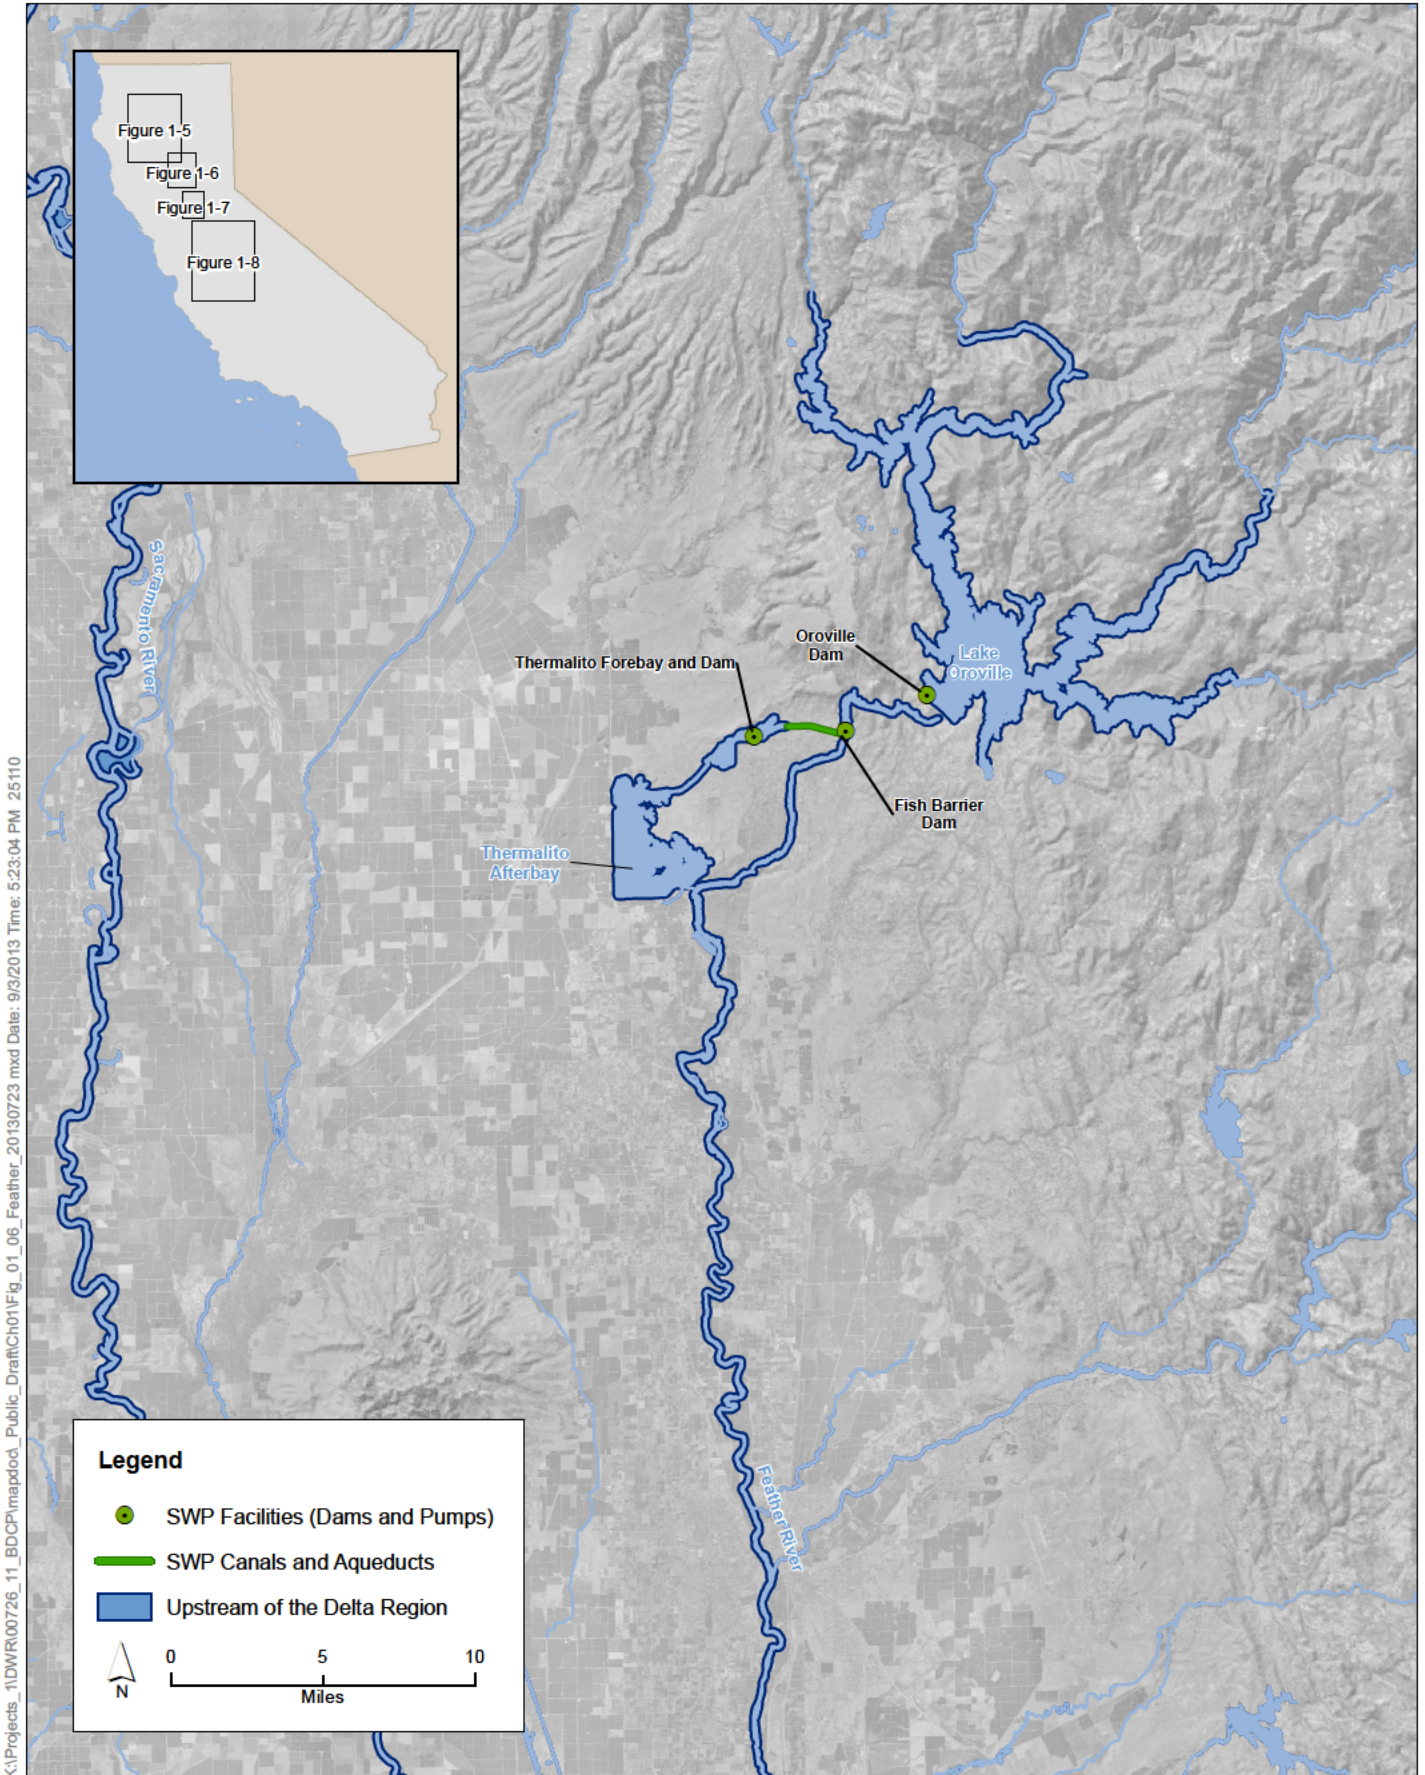 Figure 1-5
Figure 1-6
Figure 1-7
Figure 1-8
Sacramento River
Oroville
Dam
Lake
Oroville
Thermalito Forebay and Dam
Fish Barrier
Dam
Thermalito
Afterbay
Feather River
Legend
SWP Facilities (Dams and Pumps)
SWP Canals and Aqueducts
Upstream of the Delta Region
0 5 10
Miles
N
K:\Projects_1\DWR\00726_11_BDCP\mapdoc\_Public_Draft\Ch01\Fig_01_06_Feather_20130723 mxd Date: 9/3/2013 Time: 5:23:04 PM 25110